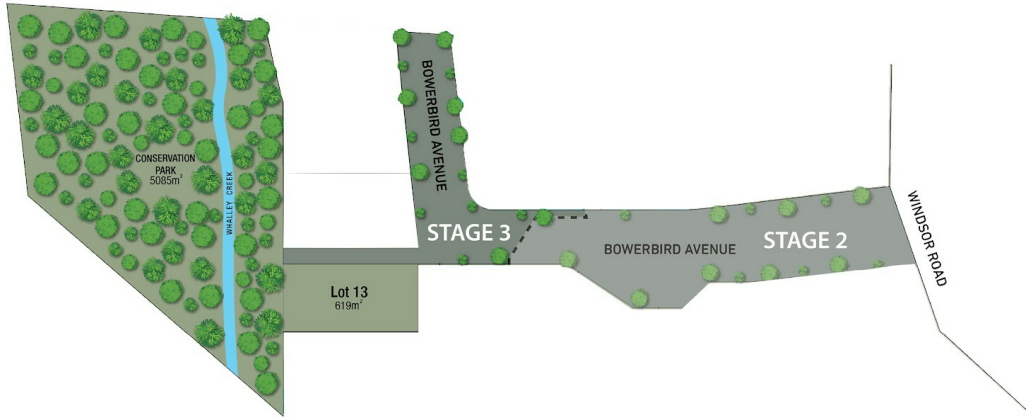 CONSERVATION
PARK
5085m²
WHALLEY CREEK
BOWERBIRD AVENUE
STAGE 3
Lot 13
619m²
BOWERBIRD AVENUE
STAGE 2
WINDSOR ROAD